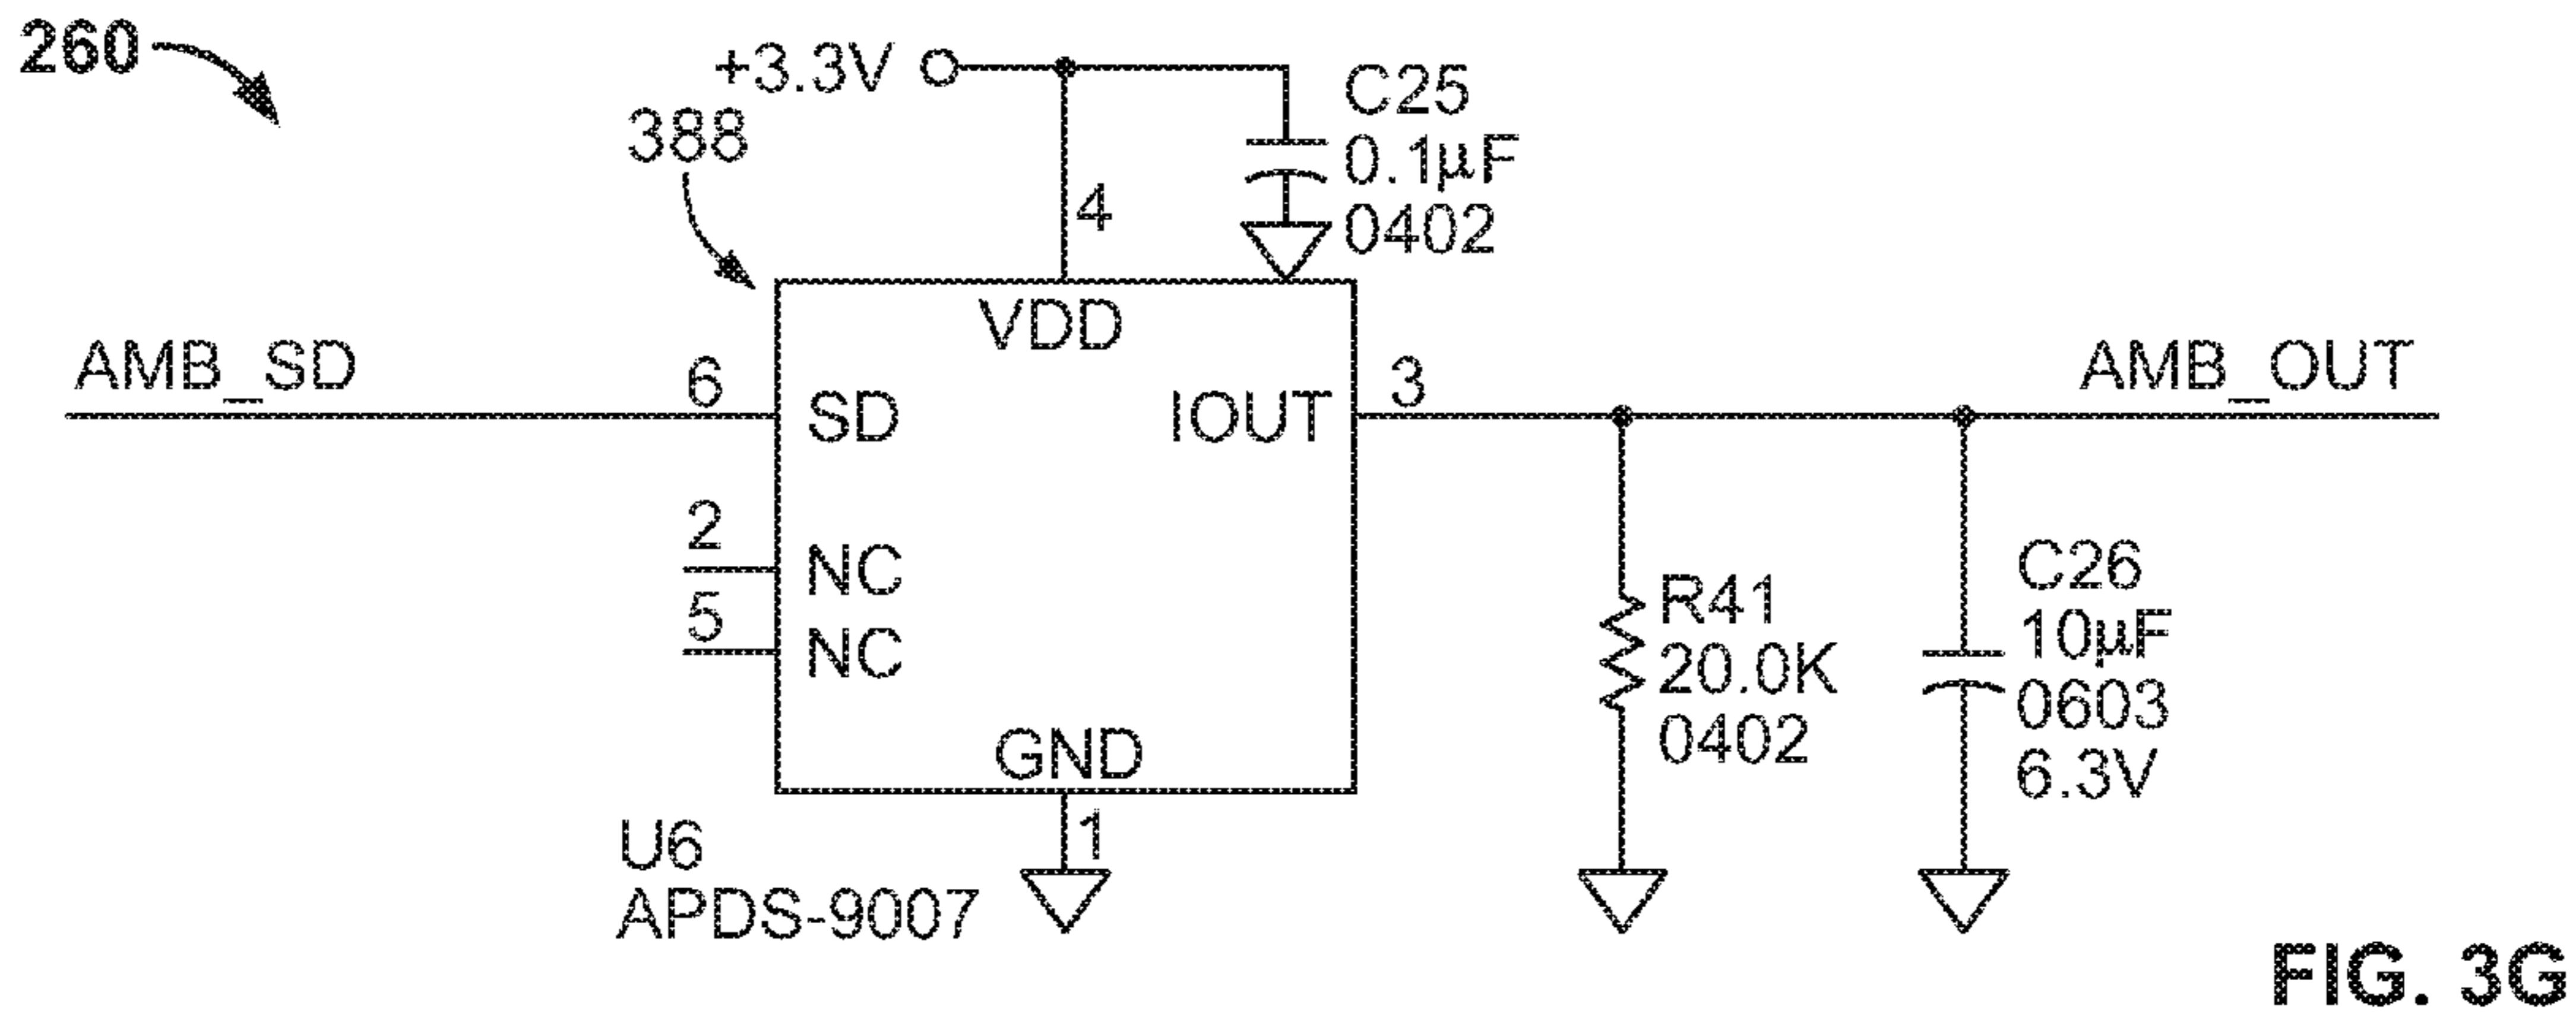 260
+3.3V
388
C25
0.1µF
0402
4
VDD
AMB_SD
6
SD
IOUT
3
AMB_OUT
2
NC
5
NC
GND
1
U6
APDS-9007
R41
20.0K
0402
C26
10µF
0603
6.3V
FIG. 3G